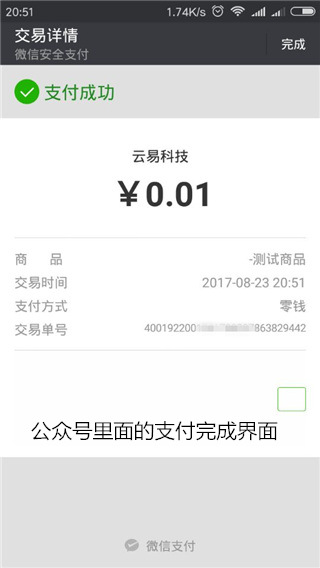 20:51 1.74K/s
交易详情
微信安全支付
完成
支付成功
云易科技
￥0.01
商 品 -测试商品
交易时间 2017-08-23 20:51
支付方式 零钱
交易单号 400192200 863829442
公众号里面的支付完成界面
微信支付